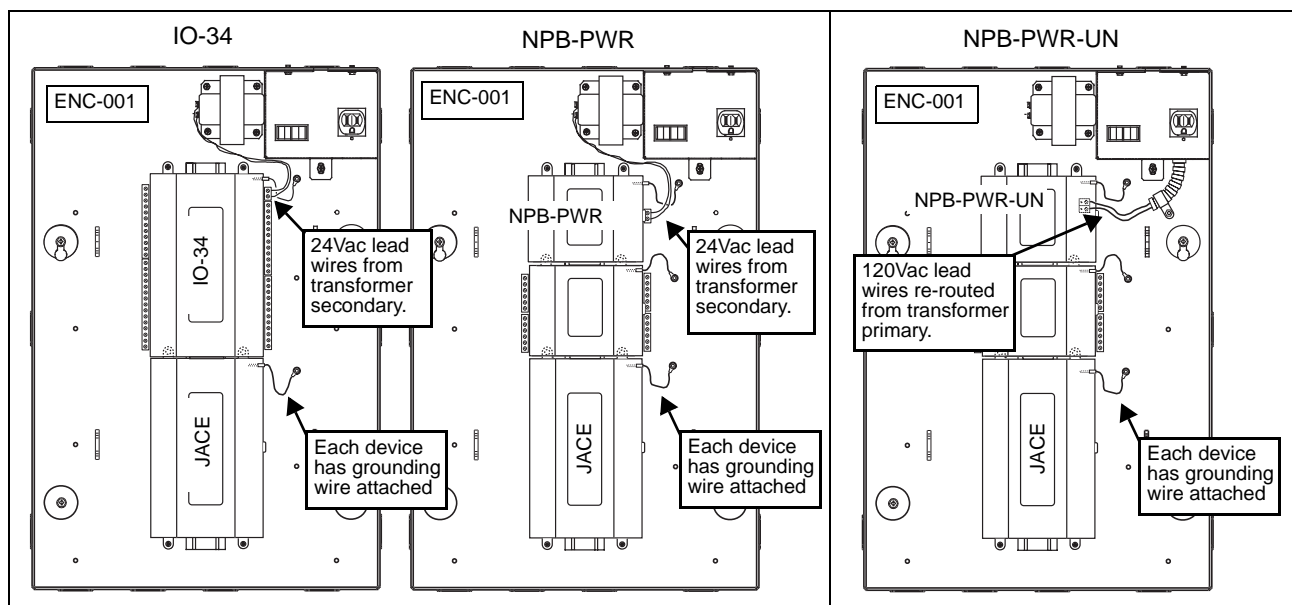 IO-34
ENC-001
IO-34
24Vac lead
wires from
transformer
secondary.
JACE
Each device
has grounding
wire attached
NPB-PWR
ENC-001
NPB-PWR
24Vac lead
wires from
transformer
secondary.
JACE
Each device
has grounding
wire attached
NPB-PWR-UN
ENC-001
NPB-PWR-UN
120Vac lead
wires re-routed
from transformer
primary.
JACE
Each device
has grounding
wire attached